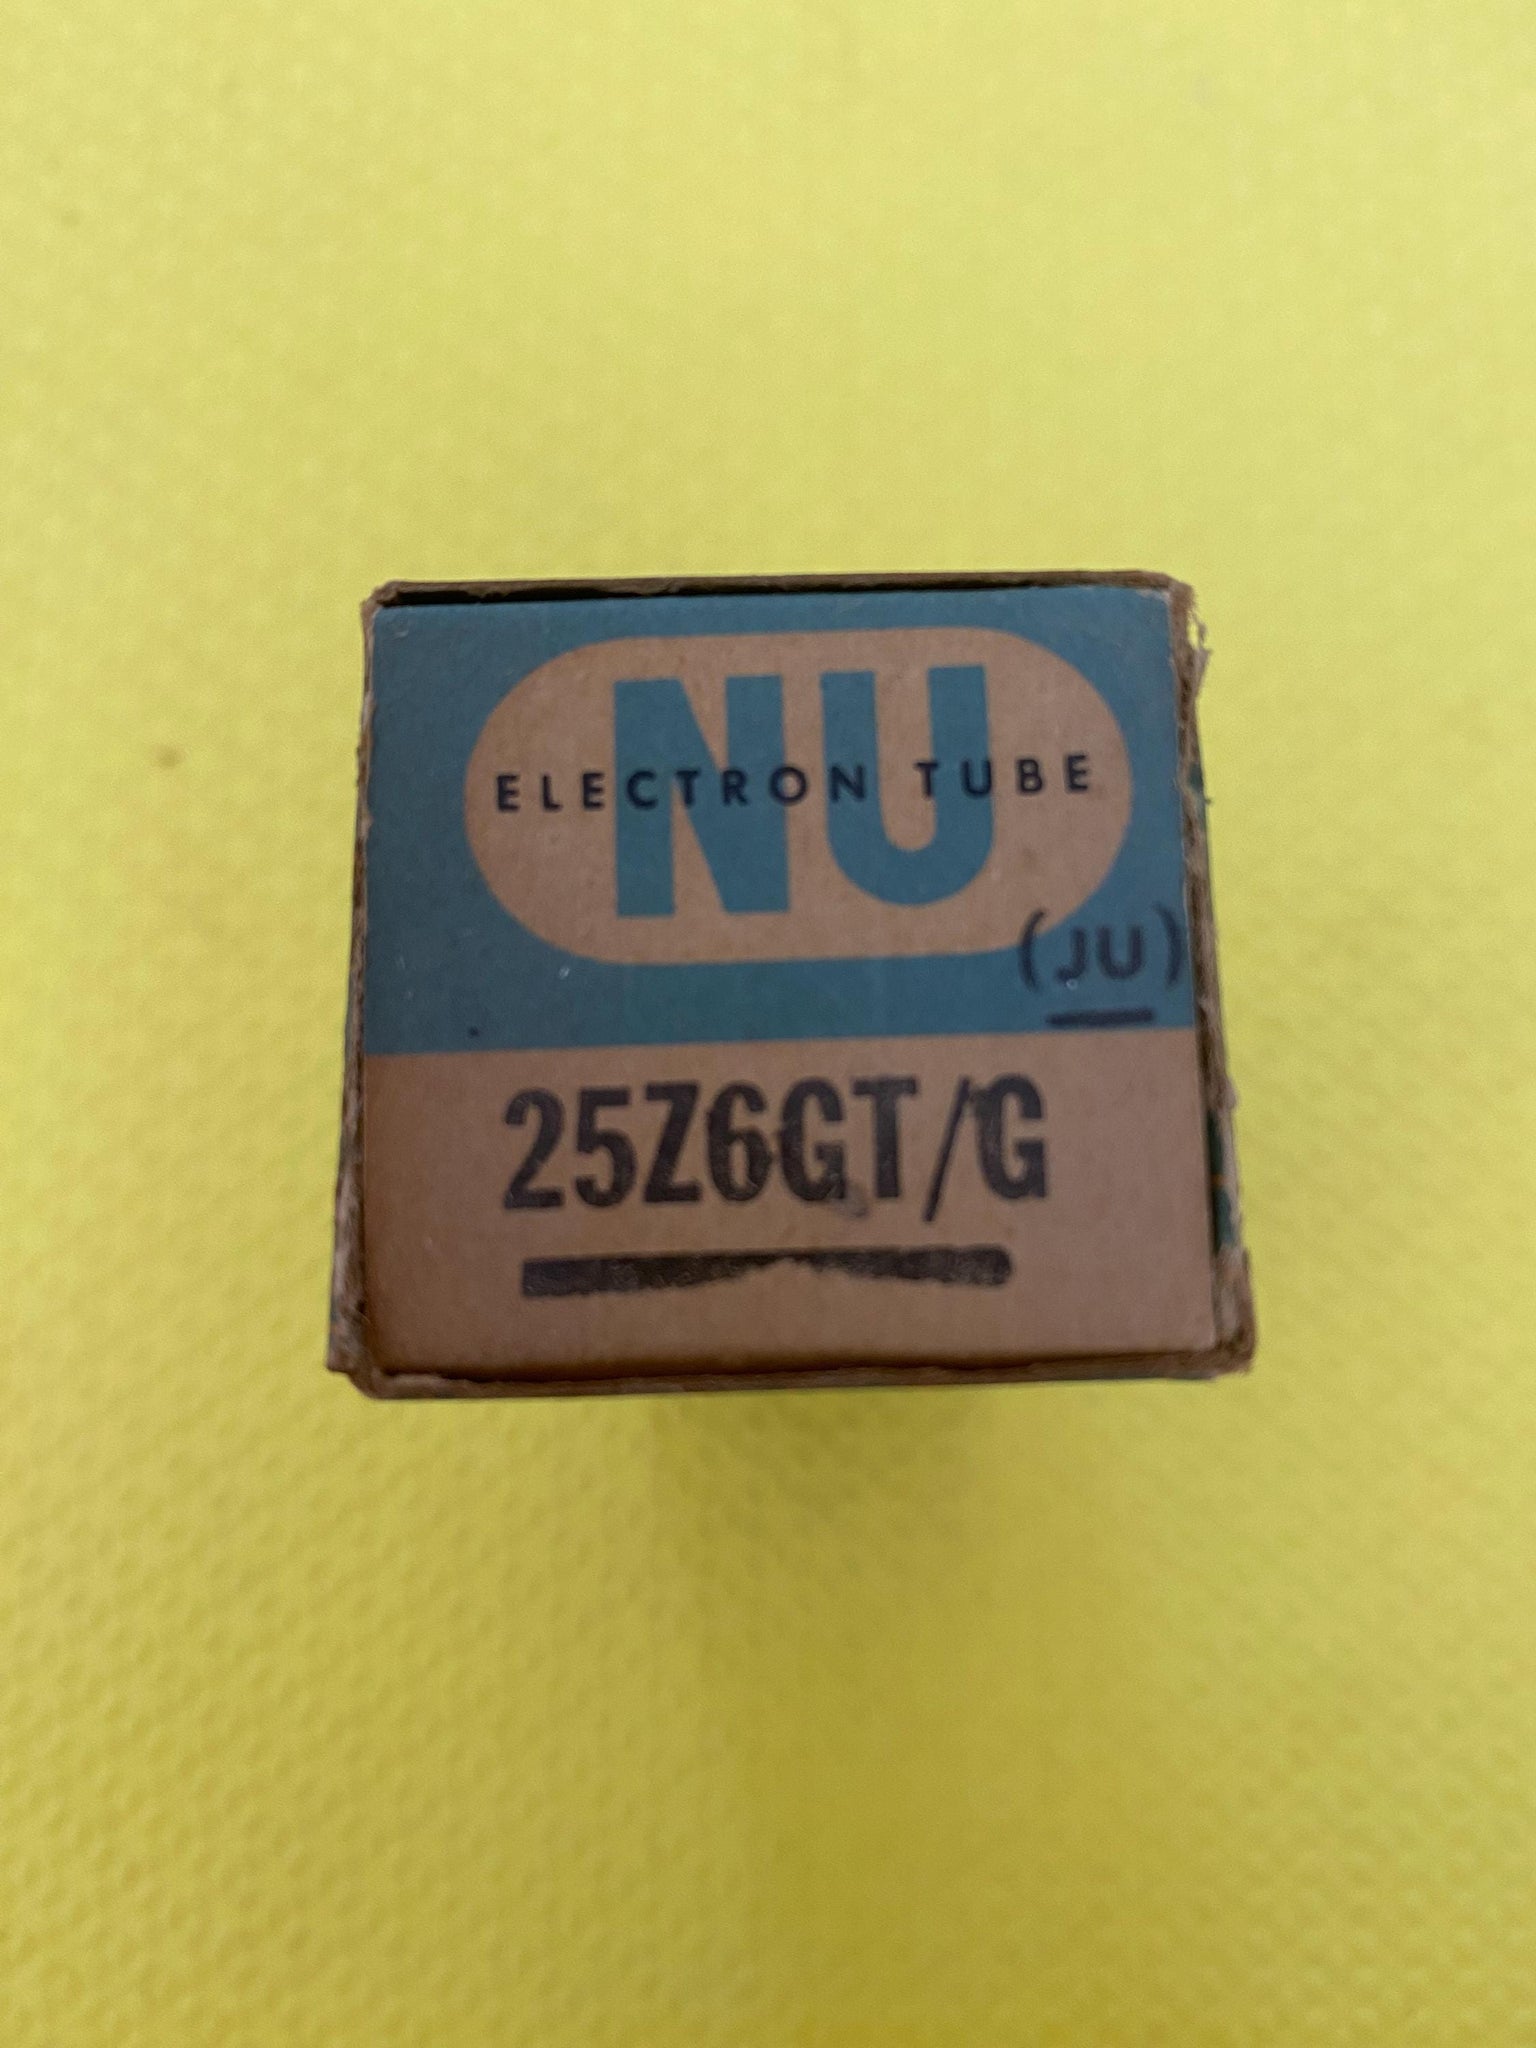 NU
ELECTRON TUBE
(JU)
25Z6GT/G